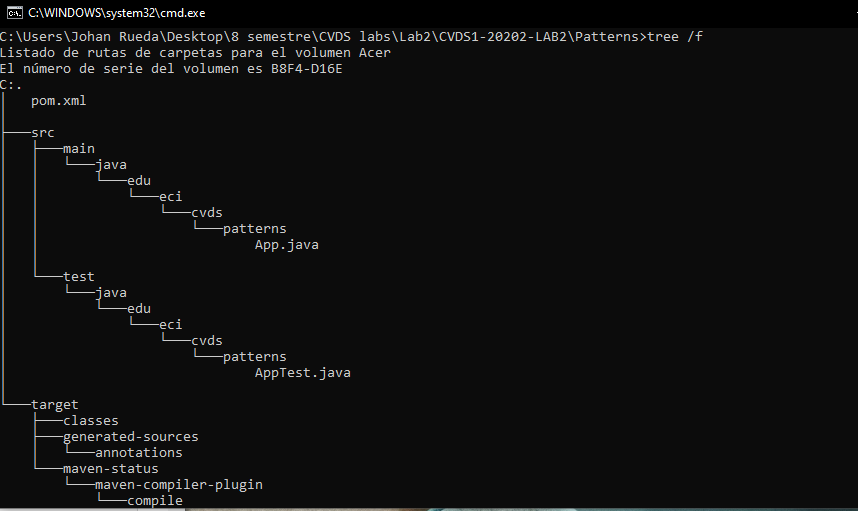 C:\WINDOWS\system32\cmd.exe
C:\Users\Johan Rueda\Desktop\8 semestre\CVDS labs\Lab2\CVDS1-20202-LAB2\Patterns>tree /f
Listado de rutas de carpetas para el volumen Acer
El número de serie del volumen es B8F4-D16E
C:.
│   pom.xml
│
├───src
│   ├───main
│   │   └───java
│   │       └───edu
│   │           └───eci
│   │               └───cvds
│   │                   └───patterns
│   │                           App.java
│   │
│   └───test
│       └───java
│           └───edu
│               └───eci
│                   └───cvds
│                       └───patterns
│                               AppTest.java
│
└───target
    ├───classes
    ├───generated-sources
    │   └───annotations
    └───maven-status
        └───maven-compiler-plugin
            └───compile